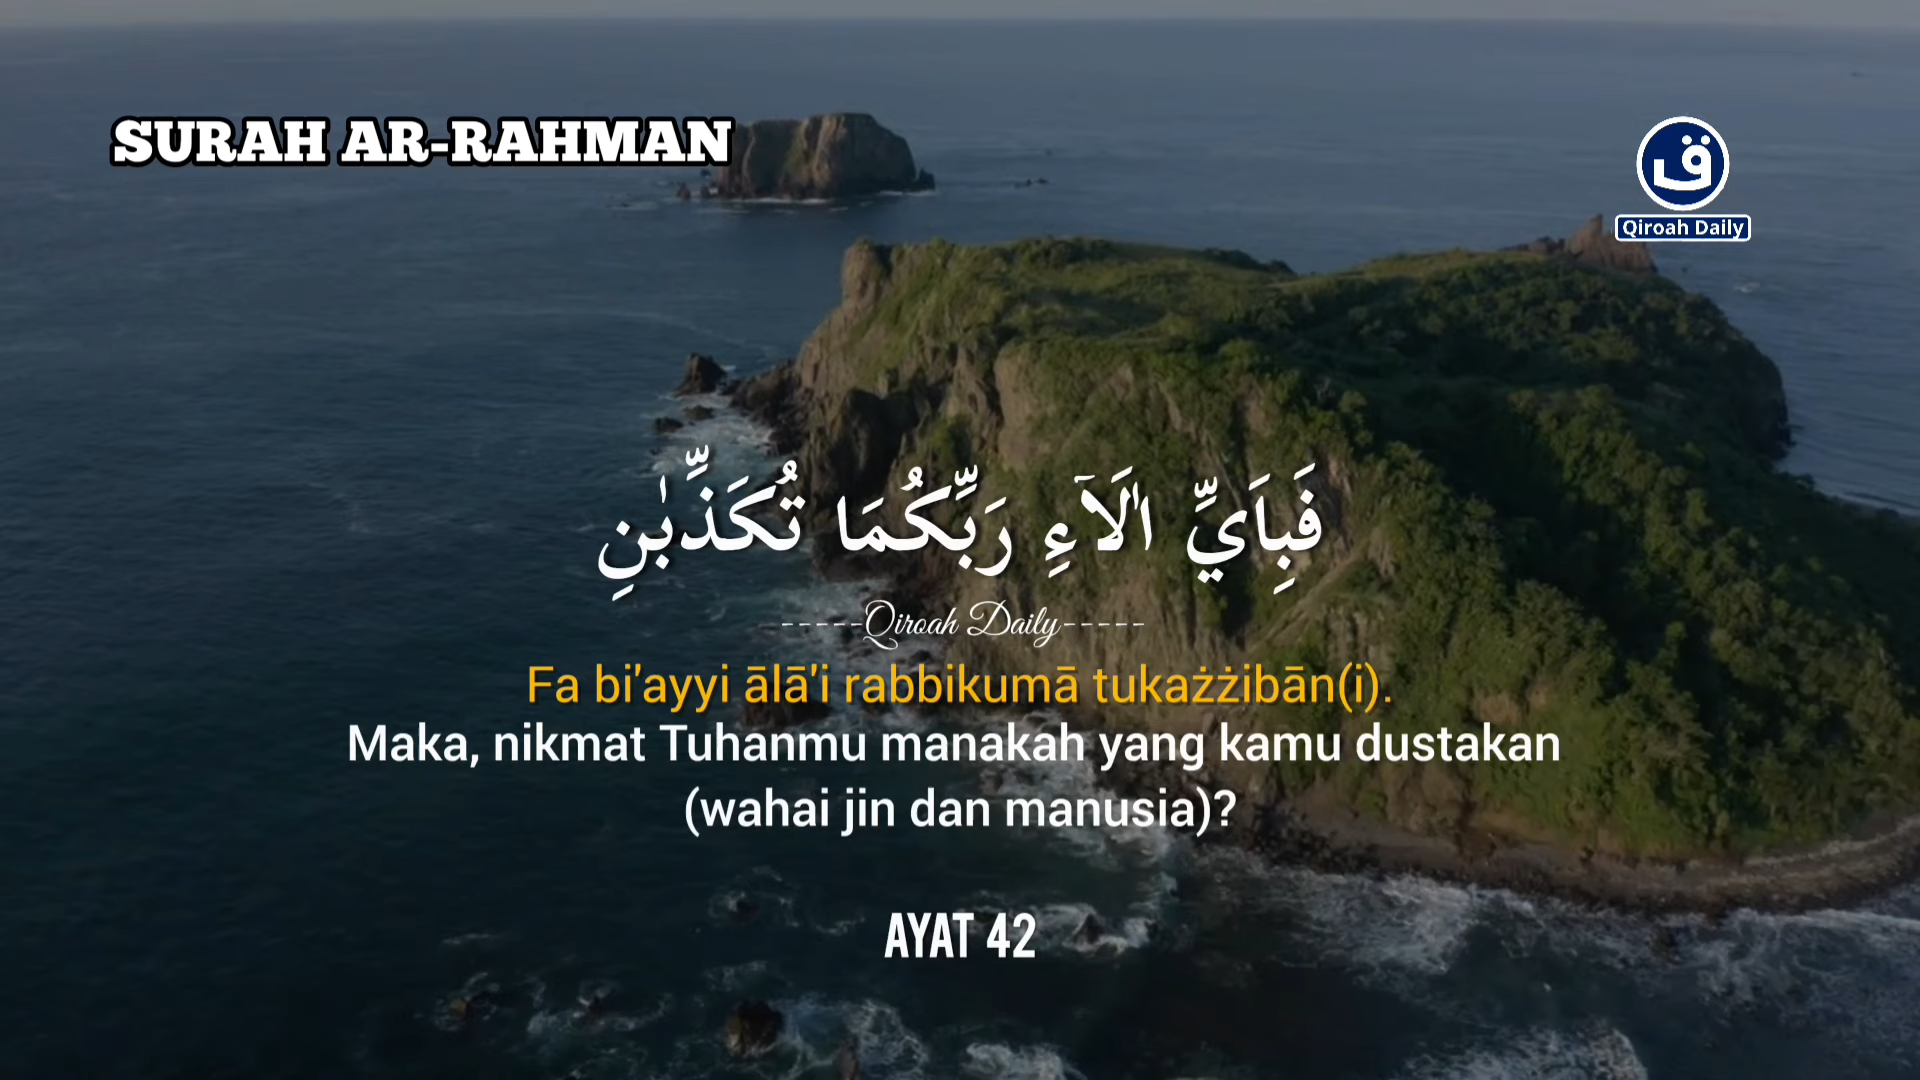 SURAH AR-RAHMAN
ق
Qiroah Daily
فَبِاَيِّ اٰلَاۤءِ رَبِّكُمَا تُكَذِّبٰنِ
-----Qiroah Daily-----
Fa bi'ayyi ālā'i rabbikumā tukażżibān(i).
Maka, nikmat Tuhanmu manakah yang kamu dustakan
(wahai jin dan manusia)?
AYAT 42